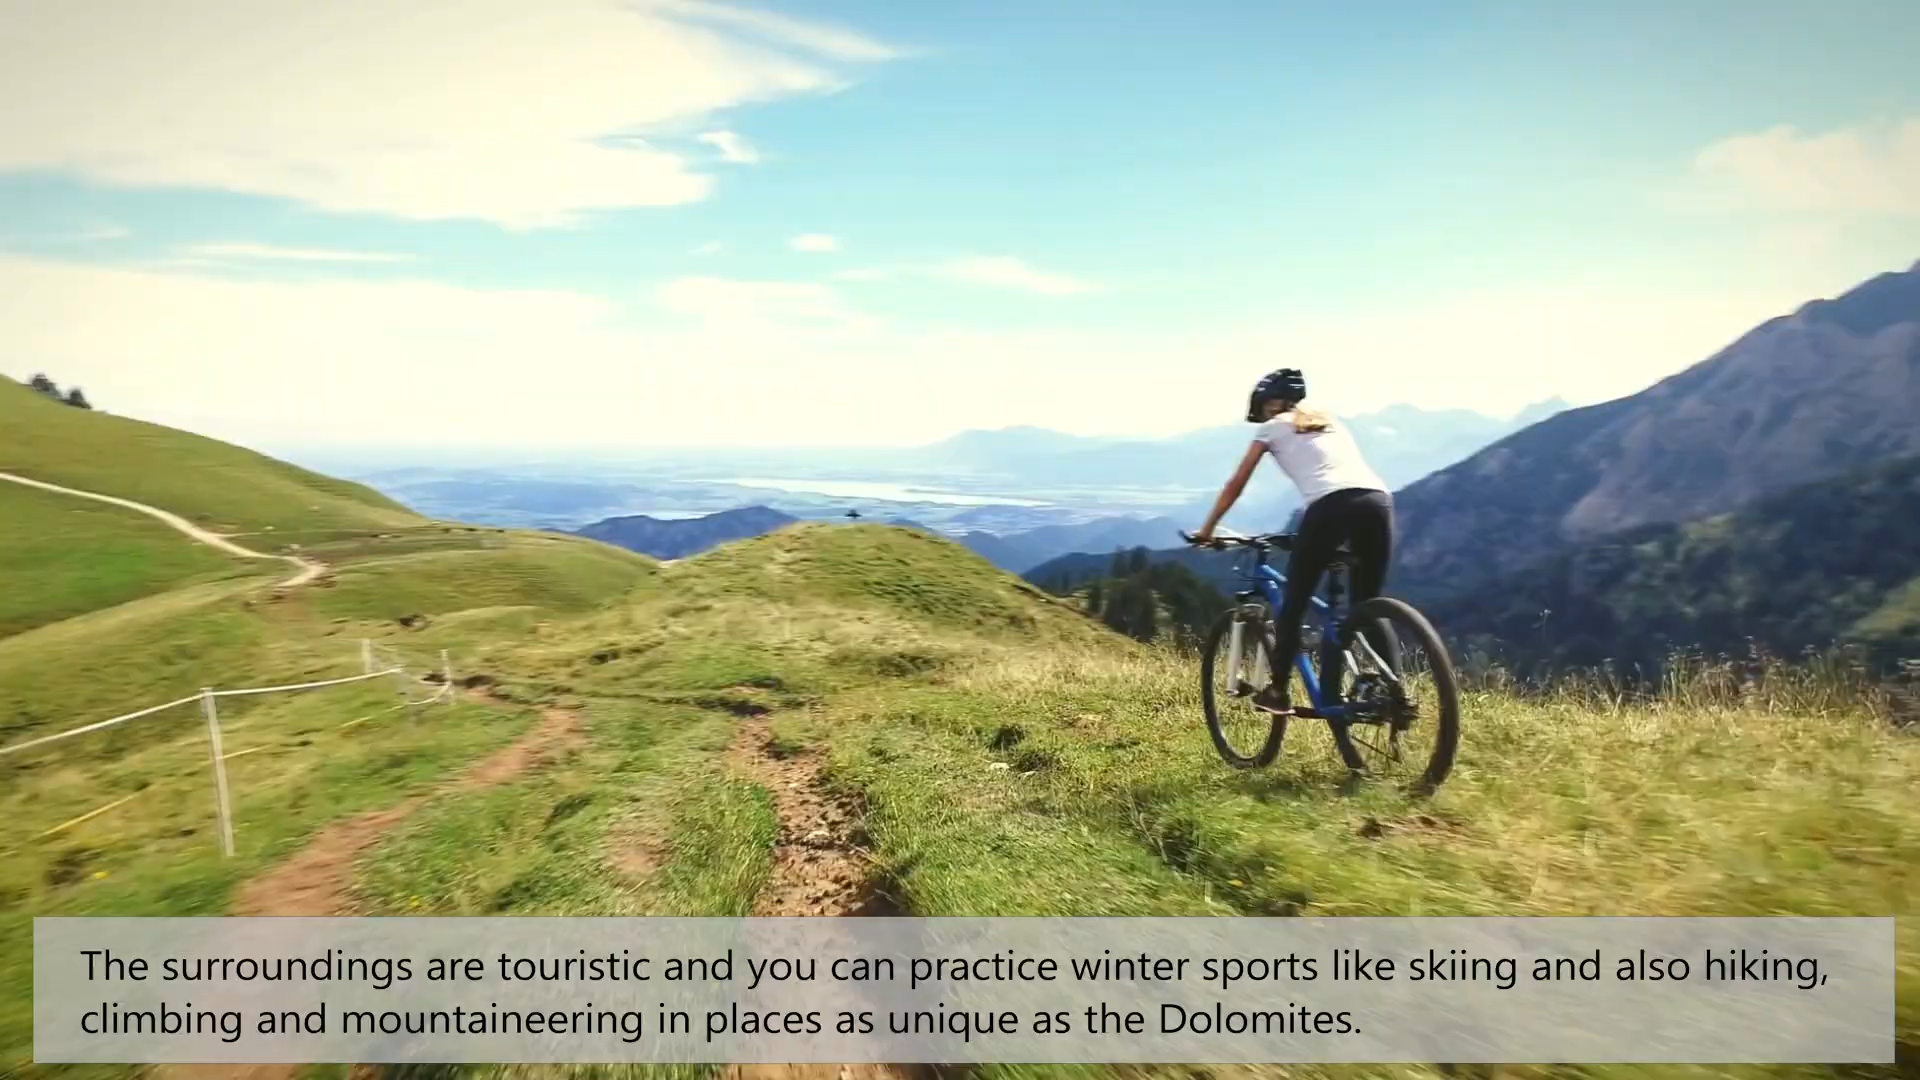 The surroundings are touristic and you can practice winter sports like skiing and also hiking,
climbing and mountaineering in places as unique as the Dolomites.